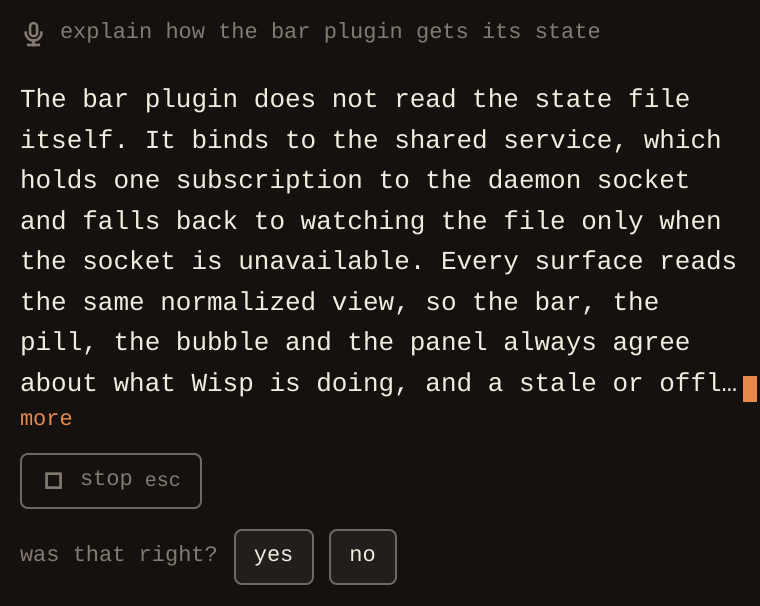 explain how the bar plugin gets its state
The bar plugin does not read the state file
itself. It binds to the shared service, which
holds one subscription to the daemon socket
and falls back to watching the file only when
the socket is unavailable. Every surface reads
the same normalized view, so the bar, the
pill, the bubble and the panel always agree
about what Wisp is doing, and a stale or offl…
more
stop esc
was that right? yes no